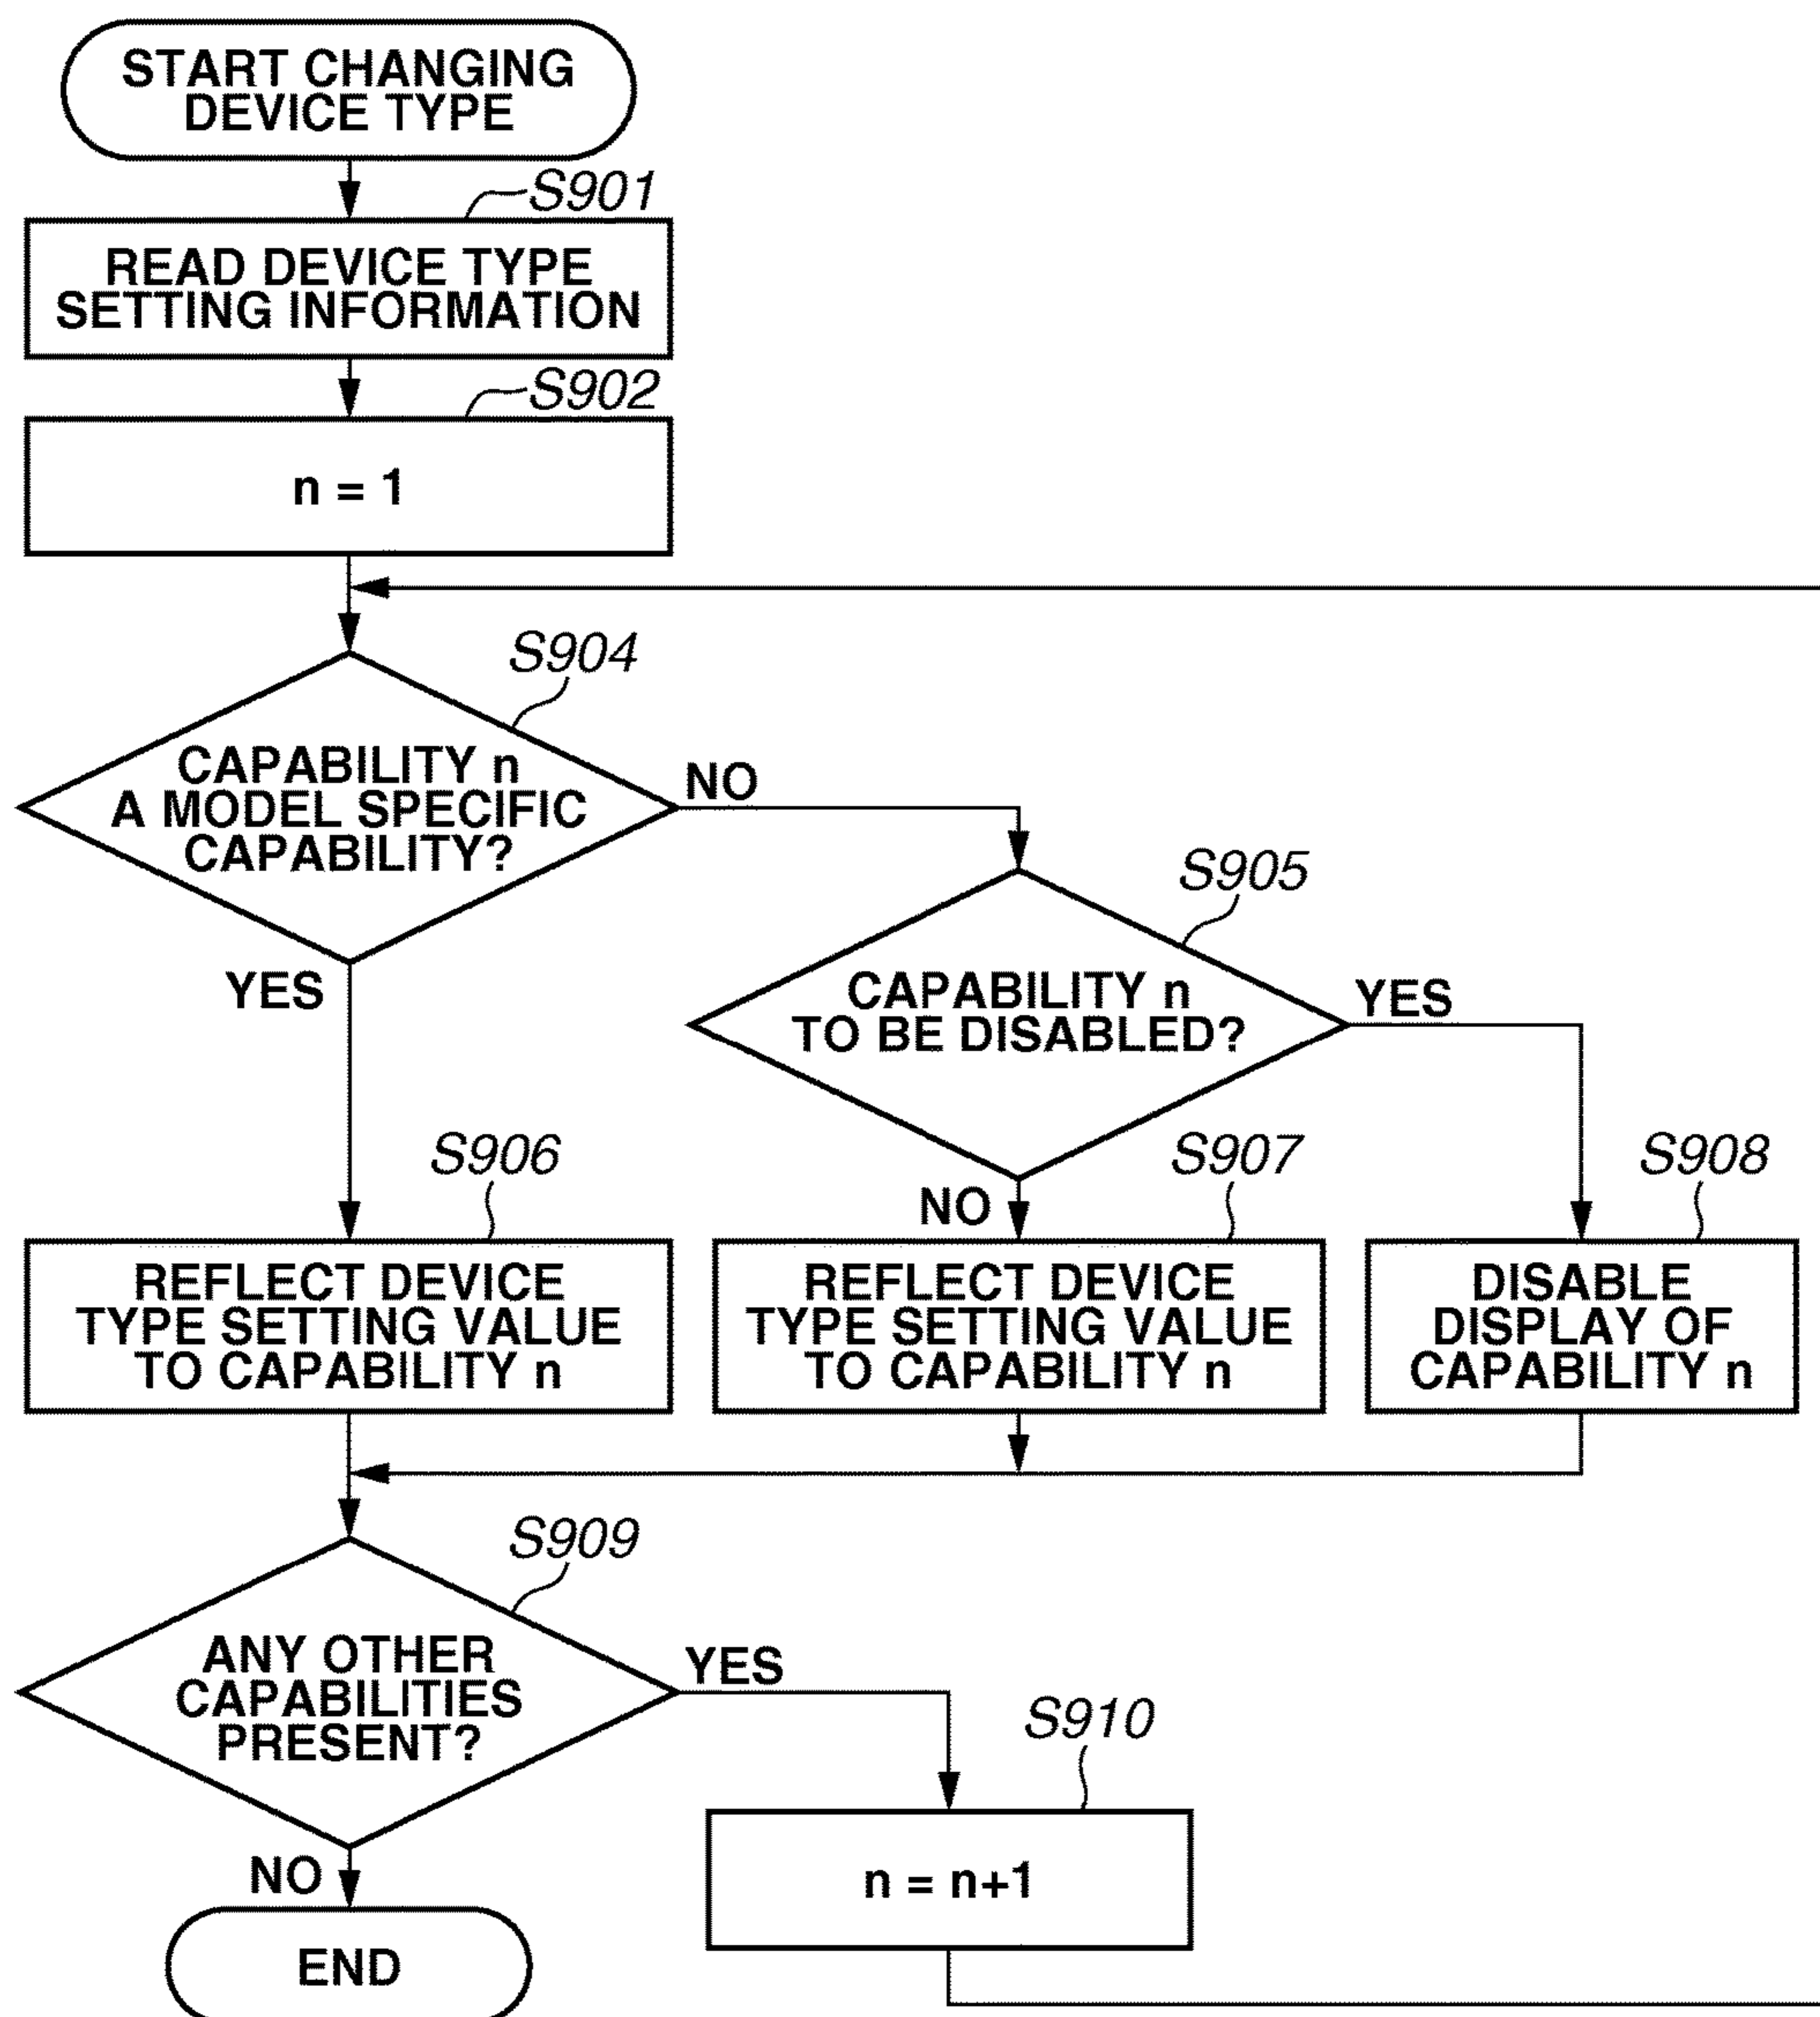 START CHANGING
DEVICE TYPE
S901
READ DEVICE TYPE
SETTING INFORMATION
S902
n = 1
S904
CAPABILITY n
A MODEL SPECIFIC
CAPABILITY?
NO
YES
S905
CAPABILITY n
TO BE DISABLED?
YES
NO
S906
REFLECT DEVICE
TYPE SETTING VALUE
TO CAPABILITY n
S907
REFLECT DEVICE
TYPE SETTING VALUE
TO CAPABILITY n
S908
DISABLE
DISPLAY OF
CAPABILITY n
S909
ANY OTHER
CAPABILITIES
PRESENT?
YES
NO
S910
n = n+1
END